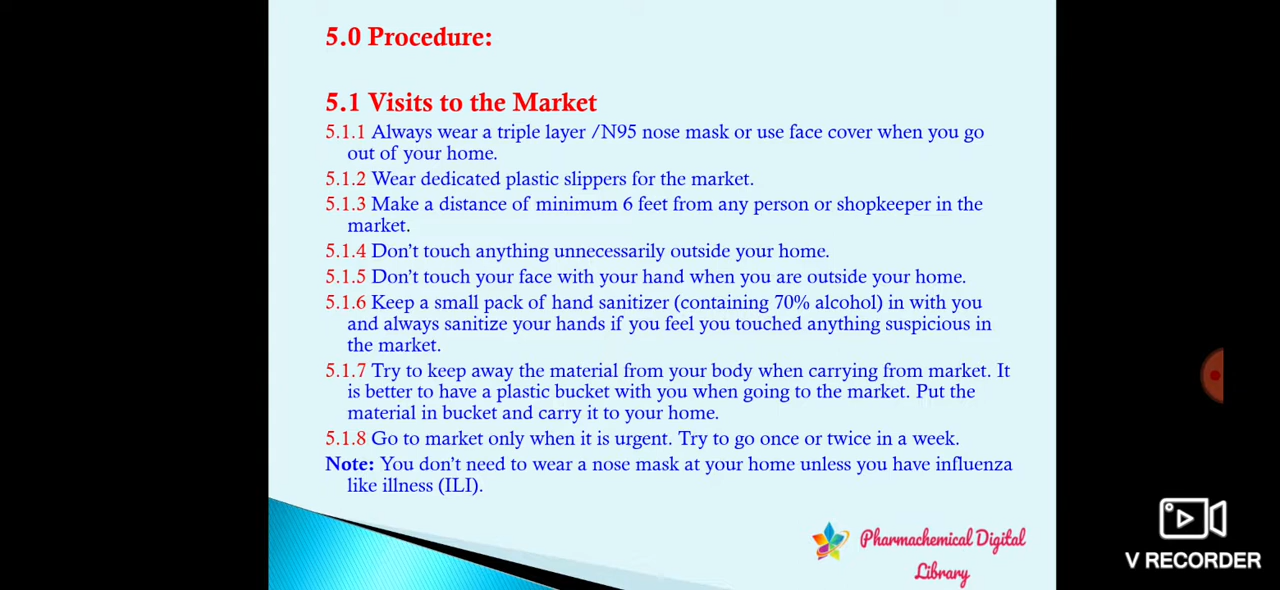 5.0 Procedure:
5.1 Visits to the Market
5.1.1 Always wear a triple layer /N95 nose mask or use face cover when you go
out of your home.
5.1.2 Wear dedicated plastic slippers for the market.
5.1.3 Make a distance of minimum 6 feet from any person or shopkeeper in the
market.
5.1.4 Don't touch anything unnecessarily outside your home.
5.1.5 Don't touch your face with your hand when you are outside your home.
5.1.6 Keep a small pack of hand sanitizer (containing 70% alcohol) in with you
and always sanitize your hands if you feel you touched anything suspicious in
the market.
5.1.7 Try to keep away the material from your body when carrying from market. It
is better to have a plastic bucket with you when going to the market. Put the
material in bucket and carry it to your home.
5.1.8 Go to market only when it is urgent. Try to go once or twice in a week.
Note: You don't need to wear a nose mask at your home unless you have influenza
like illness (ILI).
Pharmachemical Digital
Library
V RECORDER